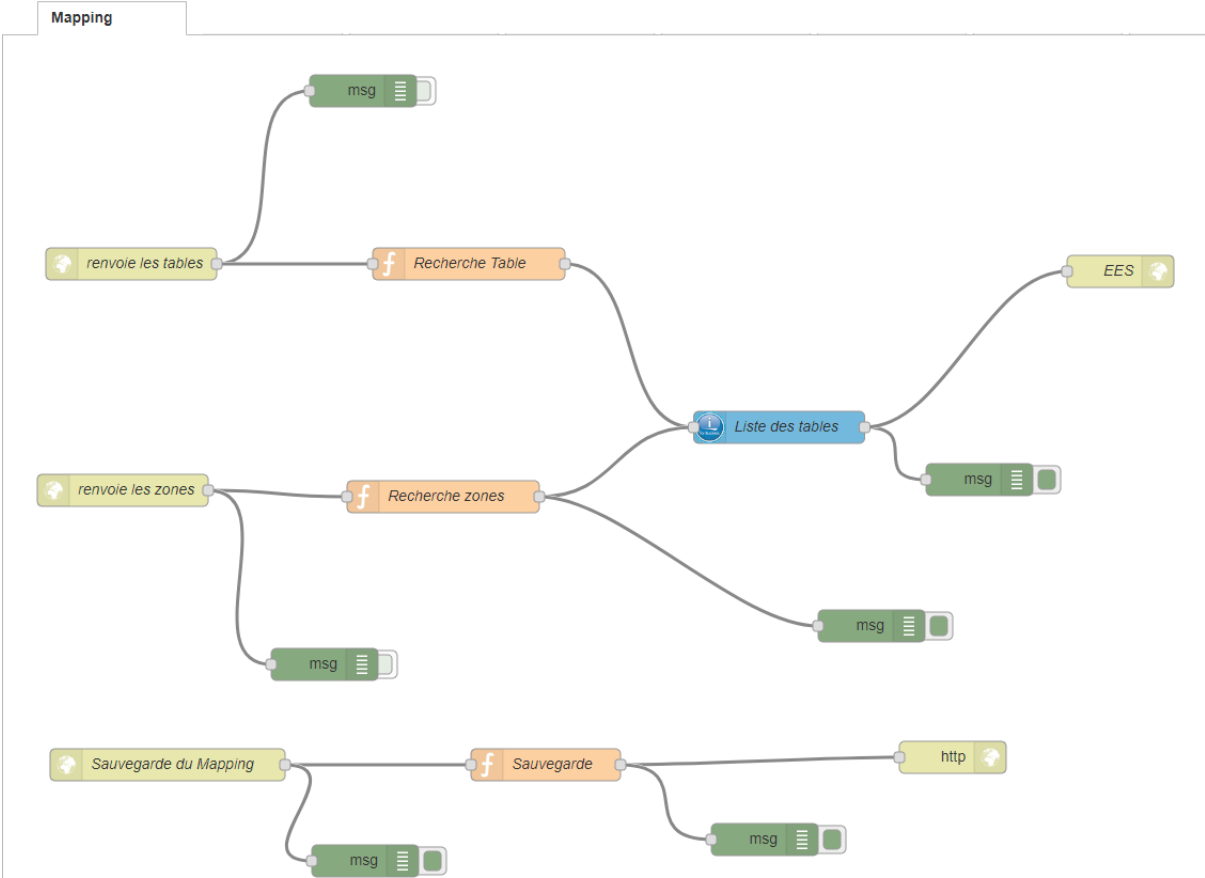 Mapping
msg
renvoie les tables
Recherche Table
EES
Liste des tables
msg
renvoie les zones
Recherche zones
msg
msg
Sauvegarde du Mapping
Sauvegarde
http
msg
msg